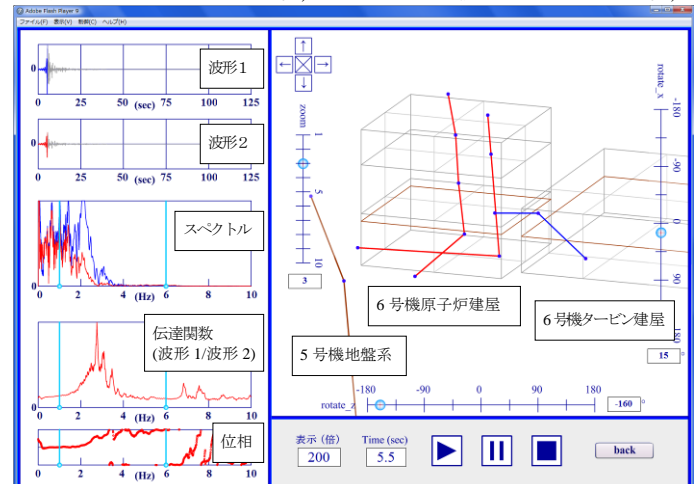 Adobe Flash Player 9
ファイル(F) 表示(V) 制御(C) ヘルプ(H)
波形1
0
0 25 50 75 100 125
(sec)
波形2
0
0 25 50 75 100 125
(sec)
スペクトル
0 2 4 6 8 10
(Hz)
伝達関数
(波形 1/波形 2)
0
0 2 4 6 8 10
(Hz)
位相
0 2 4 6 8 10
(Hz)
↑
← →
↓
zoom
1
5
10
3
rotate_x
-180
-90
0
90
180
15 °
6 号機原子炉建屋
6 号機タービン建屋
5 号機地盤系
-180 -90 0 90 180
rotate_z
-160 °
表示 (倍)
200
Time (sec)
5.5
back